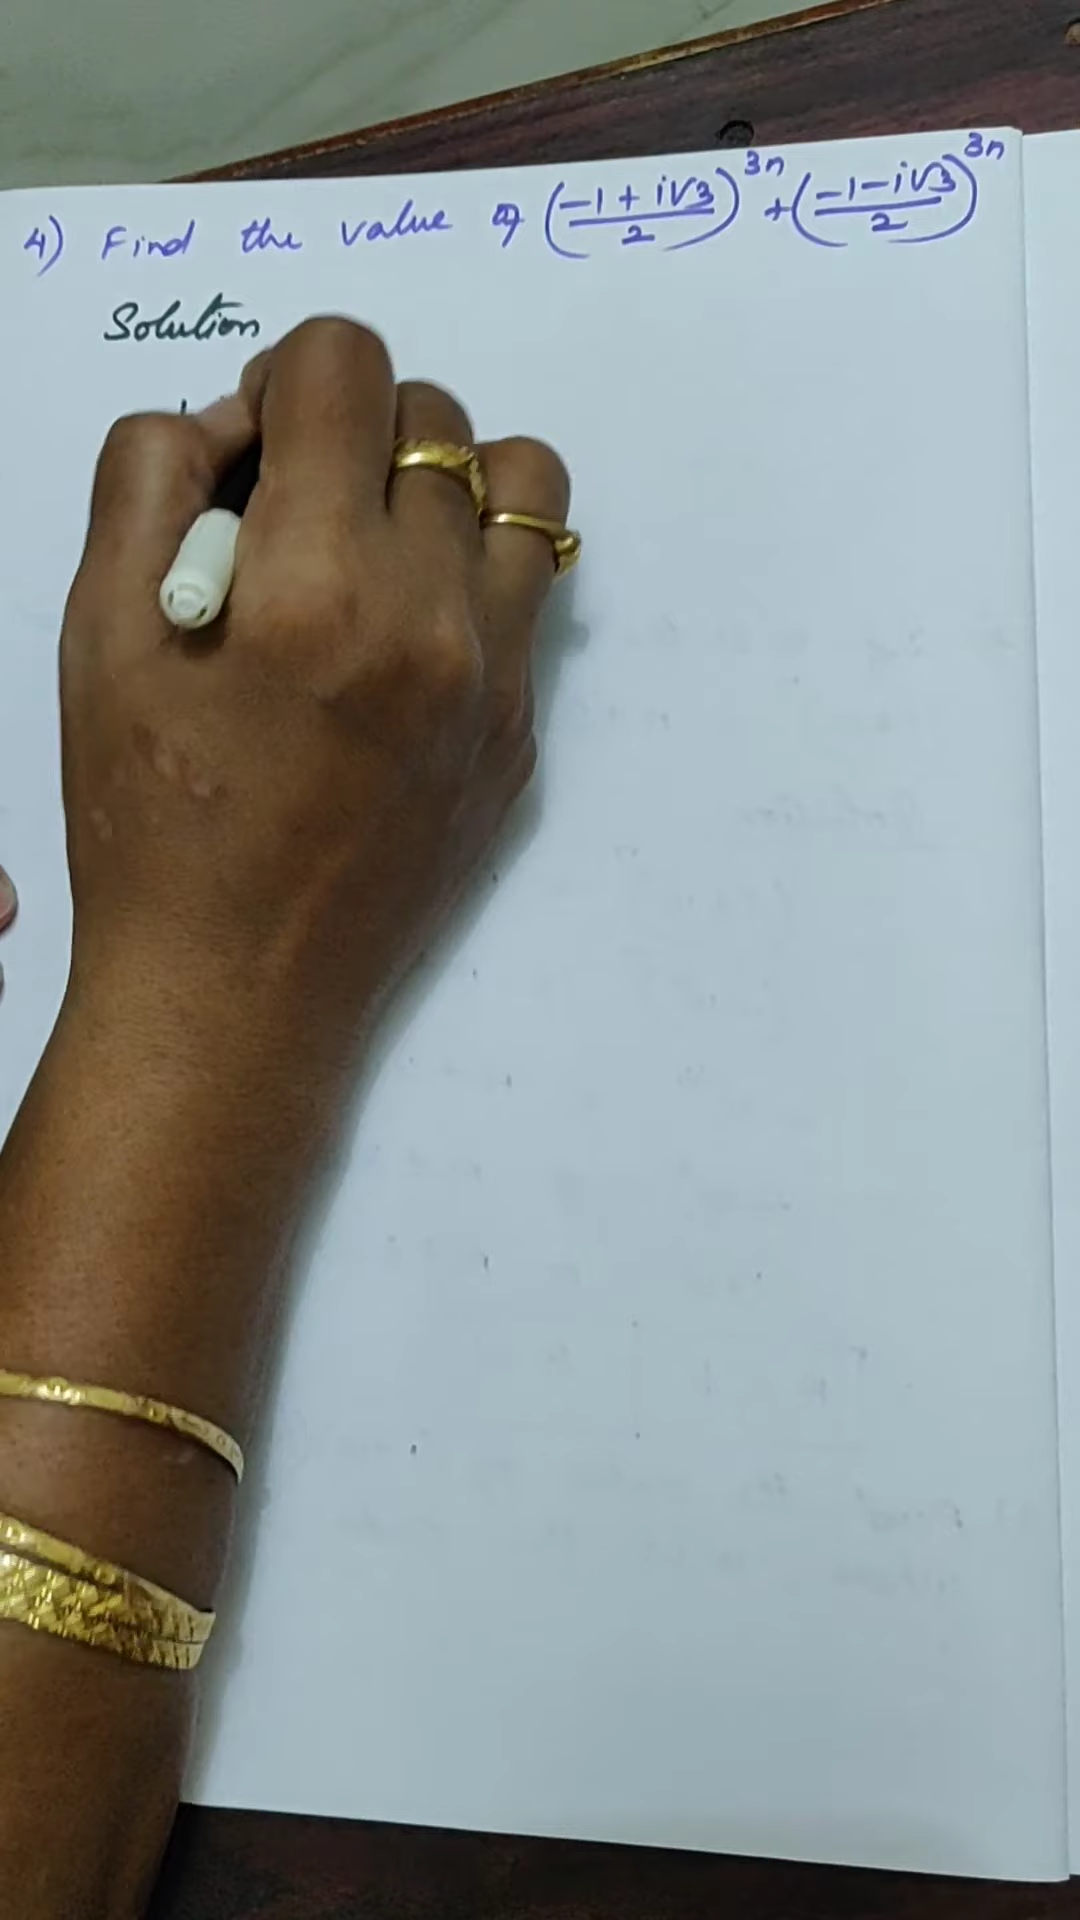 4) Find the value of (-1+i√3/2)^3n + (-1-i√3/2)^3n
Solution